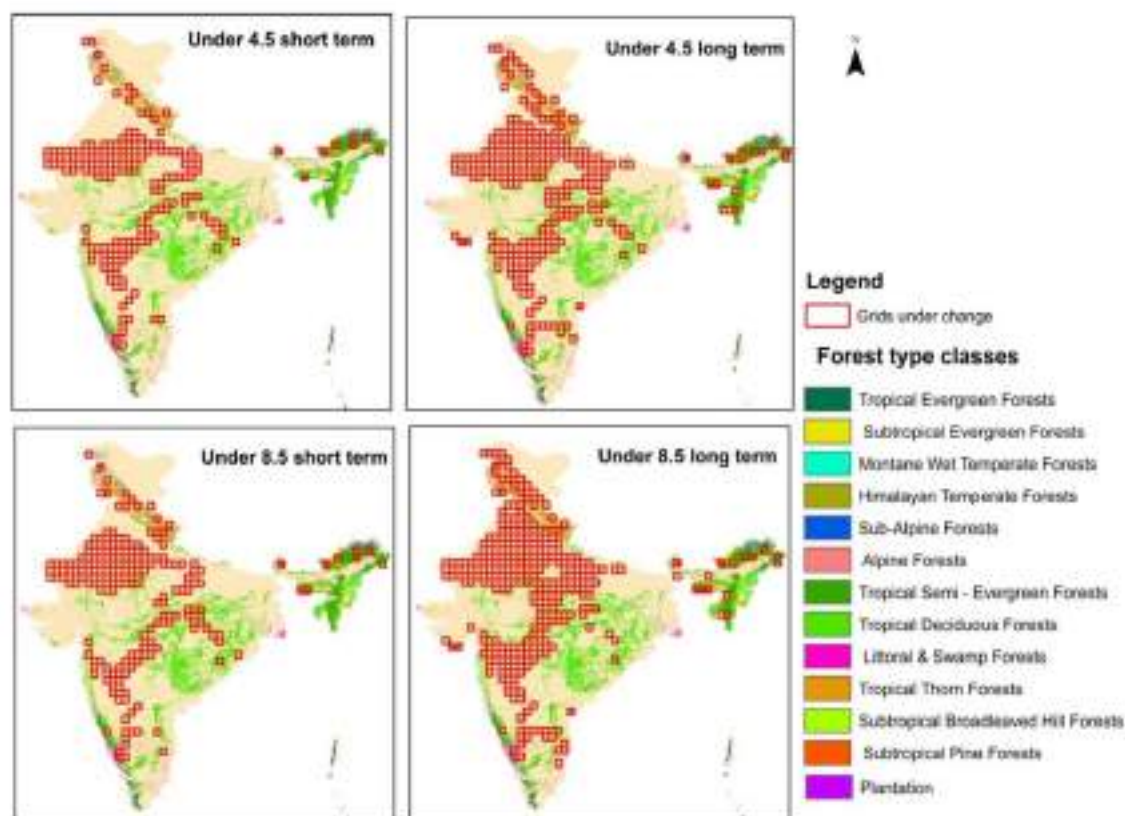 Under 4.5 short term
Under 4.5 long term
N
Under 8.5 short term
Under 8.5 long term
Legend
Grids under change
Forest type classes
Tropical Evergreen Forests
Subtropical Evergreen Forests
Montane Wet Temperate Forests
Himalayan Temperate Forests
Sub-Alpine Forests
Alpine Forests
Tropical Semi - Evergreen Forests
Tropical Deciduous Forests
Littoral & Swamp Forests
Tropical Thorn Forests
Subtropical Broadleaved Hill Forests
Subtropical Pine Forests
Plantation